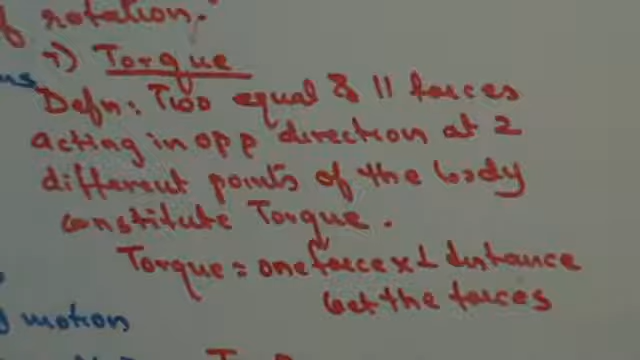 of rotation.
7) Torque
Defn: Two equal & || forces
acting in opp direction at 2
different points of the body
constitute Torque.
Torque = one force x ⊥ distance
bet the forces
motion